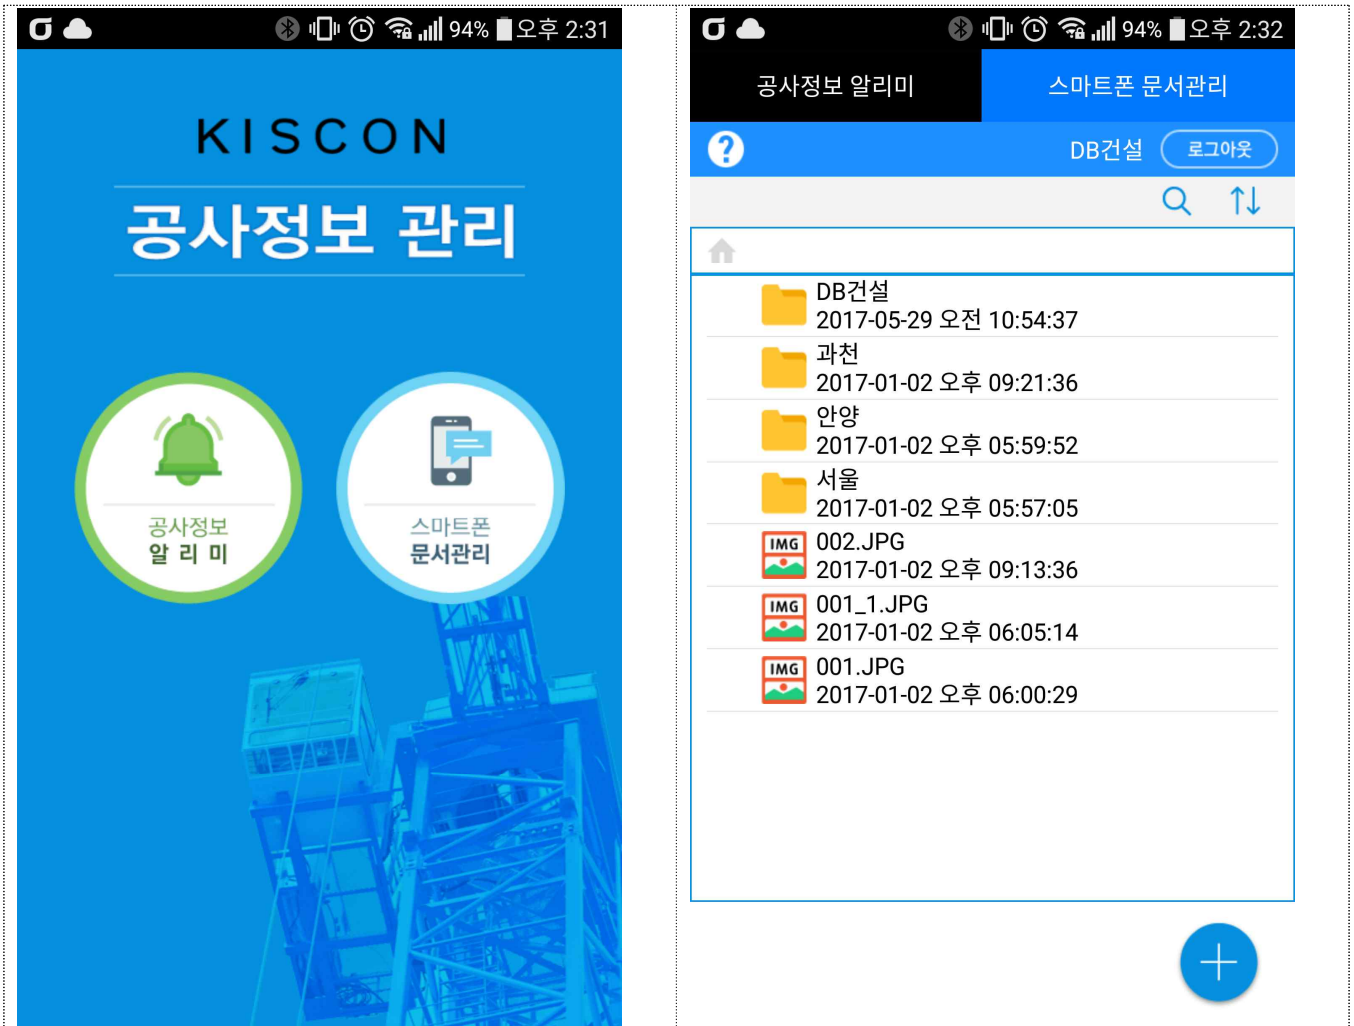 94% 오후 2:31
KISCON
공사정보 관리
공사정보
알 리 미
스마트폰
문서관리
94% 오후 2:32
공사정보 알리미
스마트폰 문서관리
? DB건설 로그아웃
DB건설
2017-05-29 오전 10:54:37
과천
2017-01-02 오후 09:21:36
안양
2017-01-02 오후 05:59:52
서울
2017-01-02 오후 05:57:05
IMG 002.JPG
2017-01-02 오후 09:13:36
IMG 001_1.JPG
2017-01-02 오후 06:05:14
IMG 001.JPG
2017-01-02 오후 06:00:29